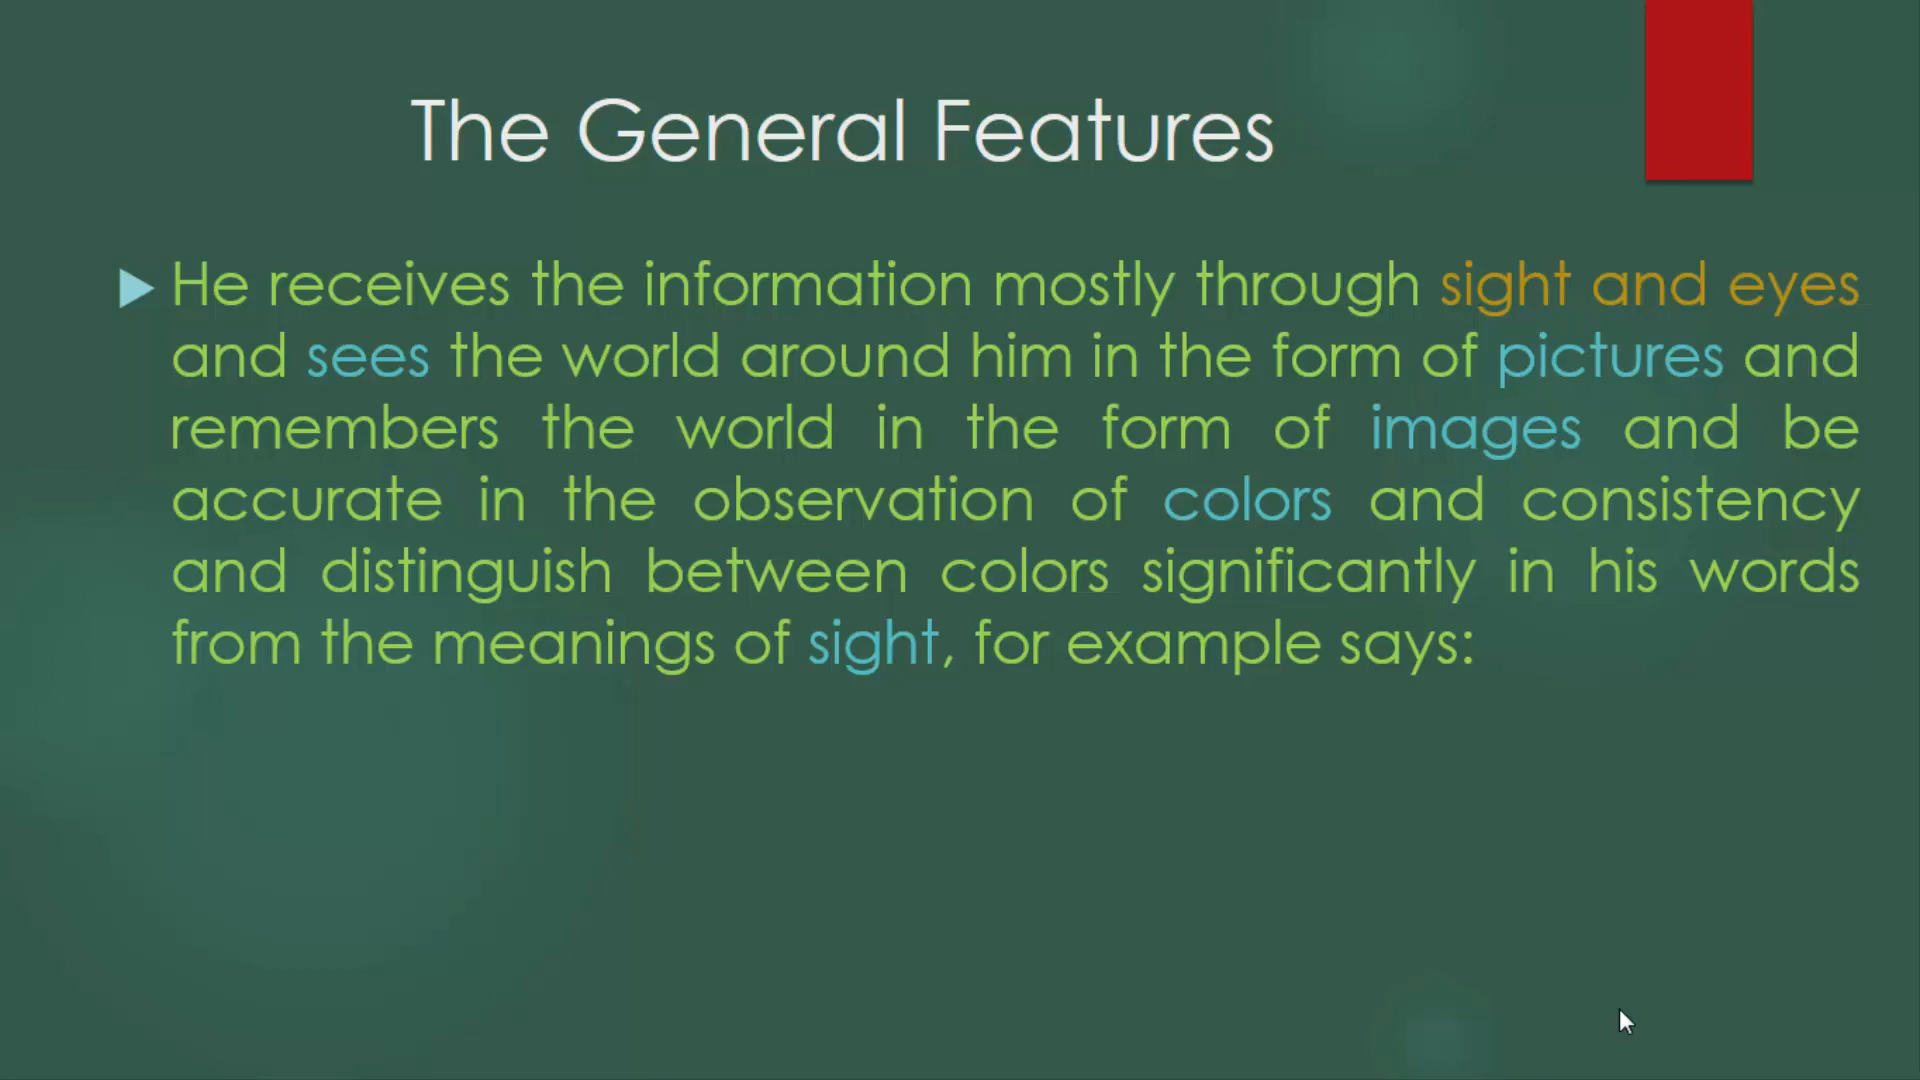 The General Features
He receives the information mostly through sight and eyes
and sees the world around him in the form of pictures and
remembers the world in the form of images and be
accurate in the observation of colors and consistency
and distinguish between colors significantly in his words
from the meanings of sight, for example says: